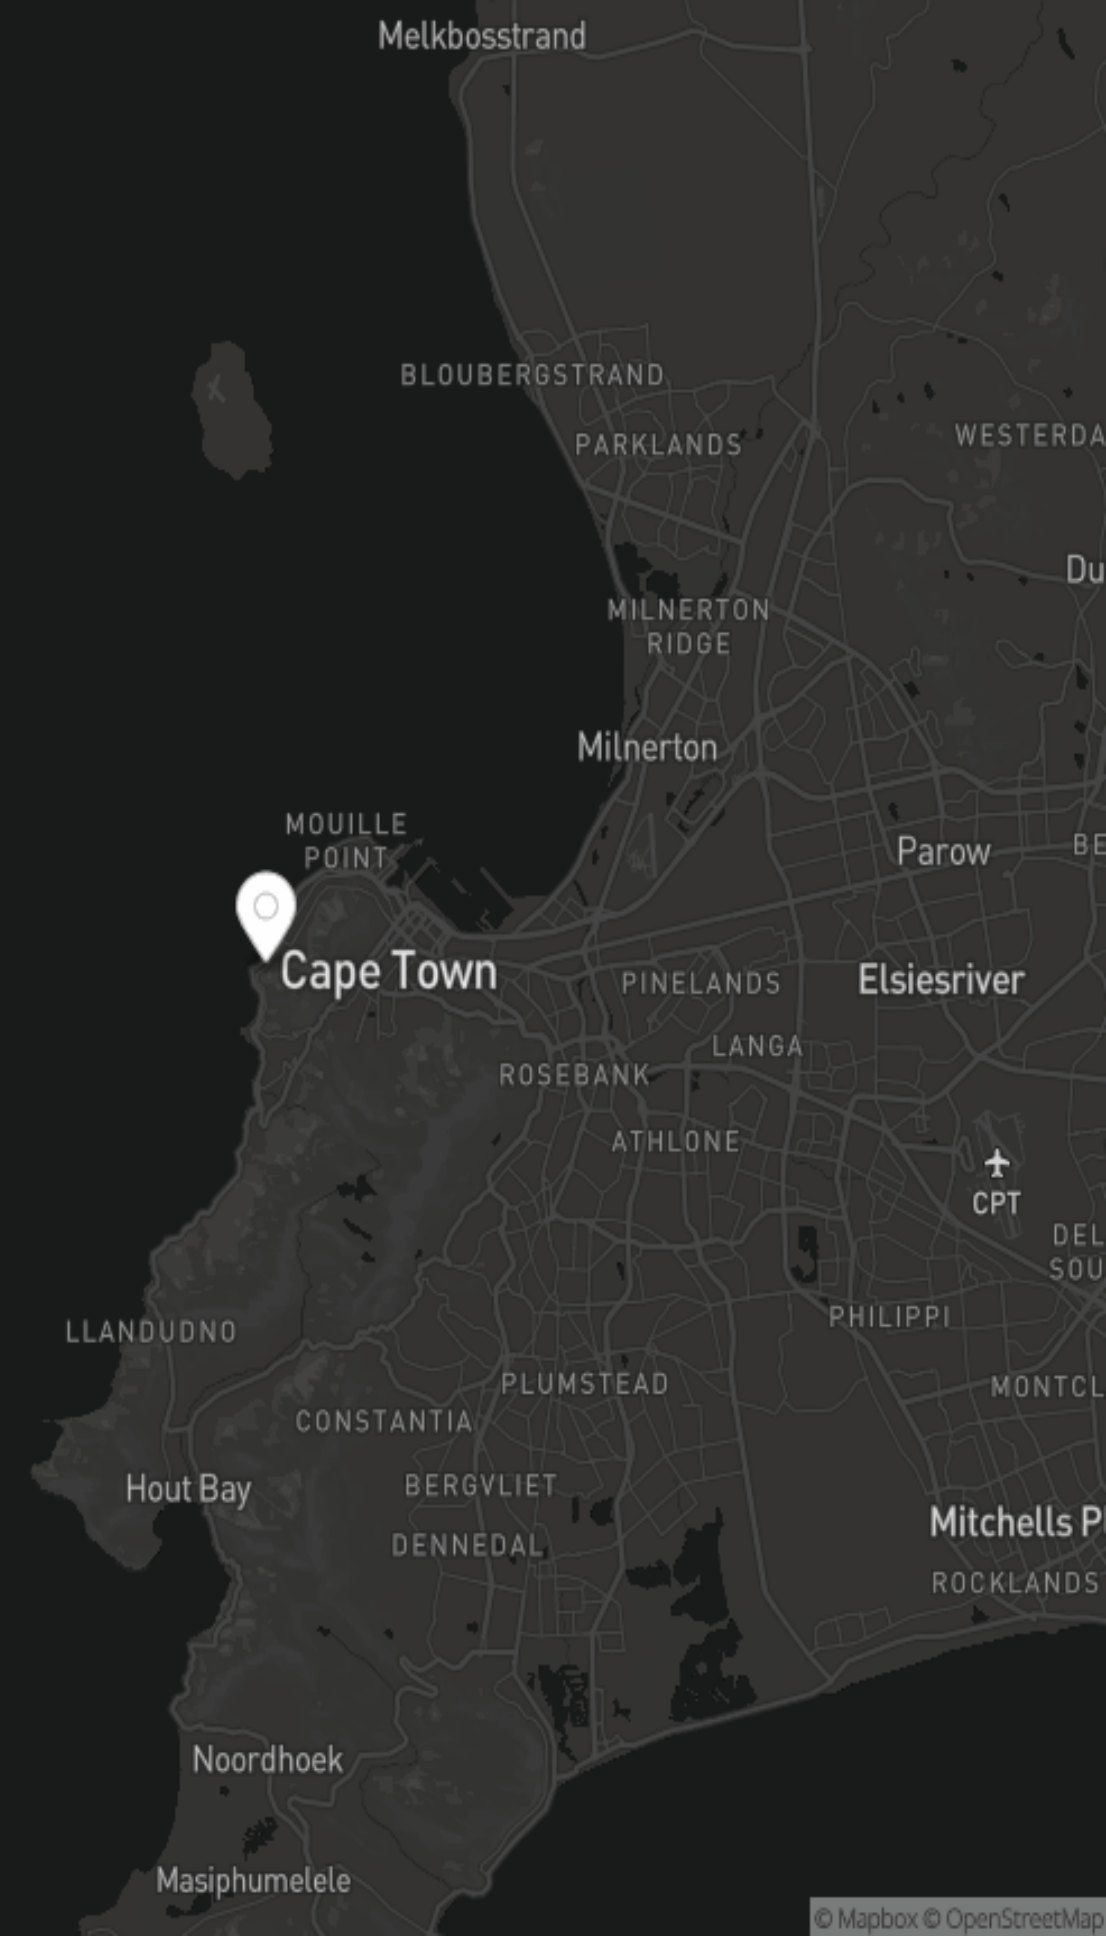 Melkbosstrand
BLOUBERGSTRAND
PARKLANDS
WESTERDA
Du
MILNERTON
RIDGE
Milnerton
MOUILLE
POINT
Parow
BE
Cape Town
PINELANDS
Elsiesriver
LANGA
ROSEBANK
ATHLONE
CPT
DEL
SOU
PHILIPPI
LLANDUDNO
PLUMSTEAD
MONTCL
CONSTANTIA
Hout Bay
BERGVLIET
Mitchells Pl
DENNEDAL
ROCKLANDS
Noordhoek
Masiphumelele
© Mapbox © OpenStreetMap